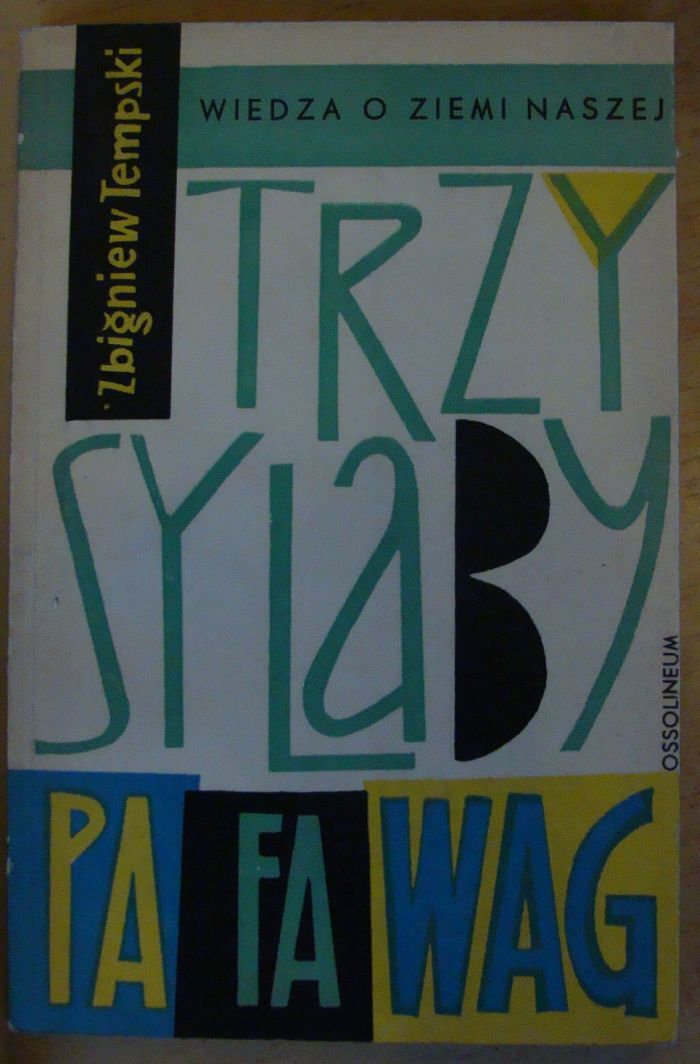 Zbigniew Tempski
WIEDZA O ZIEMI NASZEJ
TRZY
SYLaBY
OSSOLINEUM
PA FA WAG